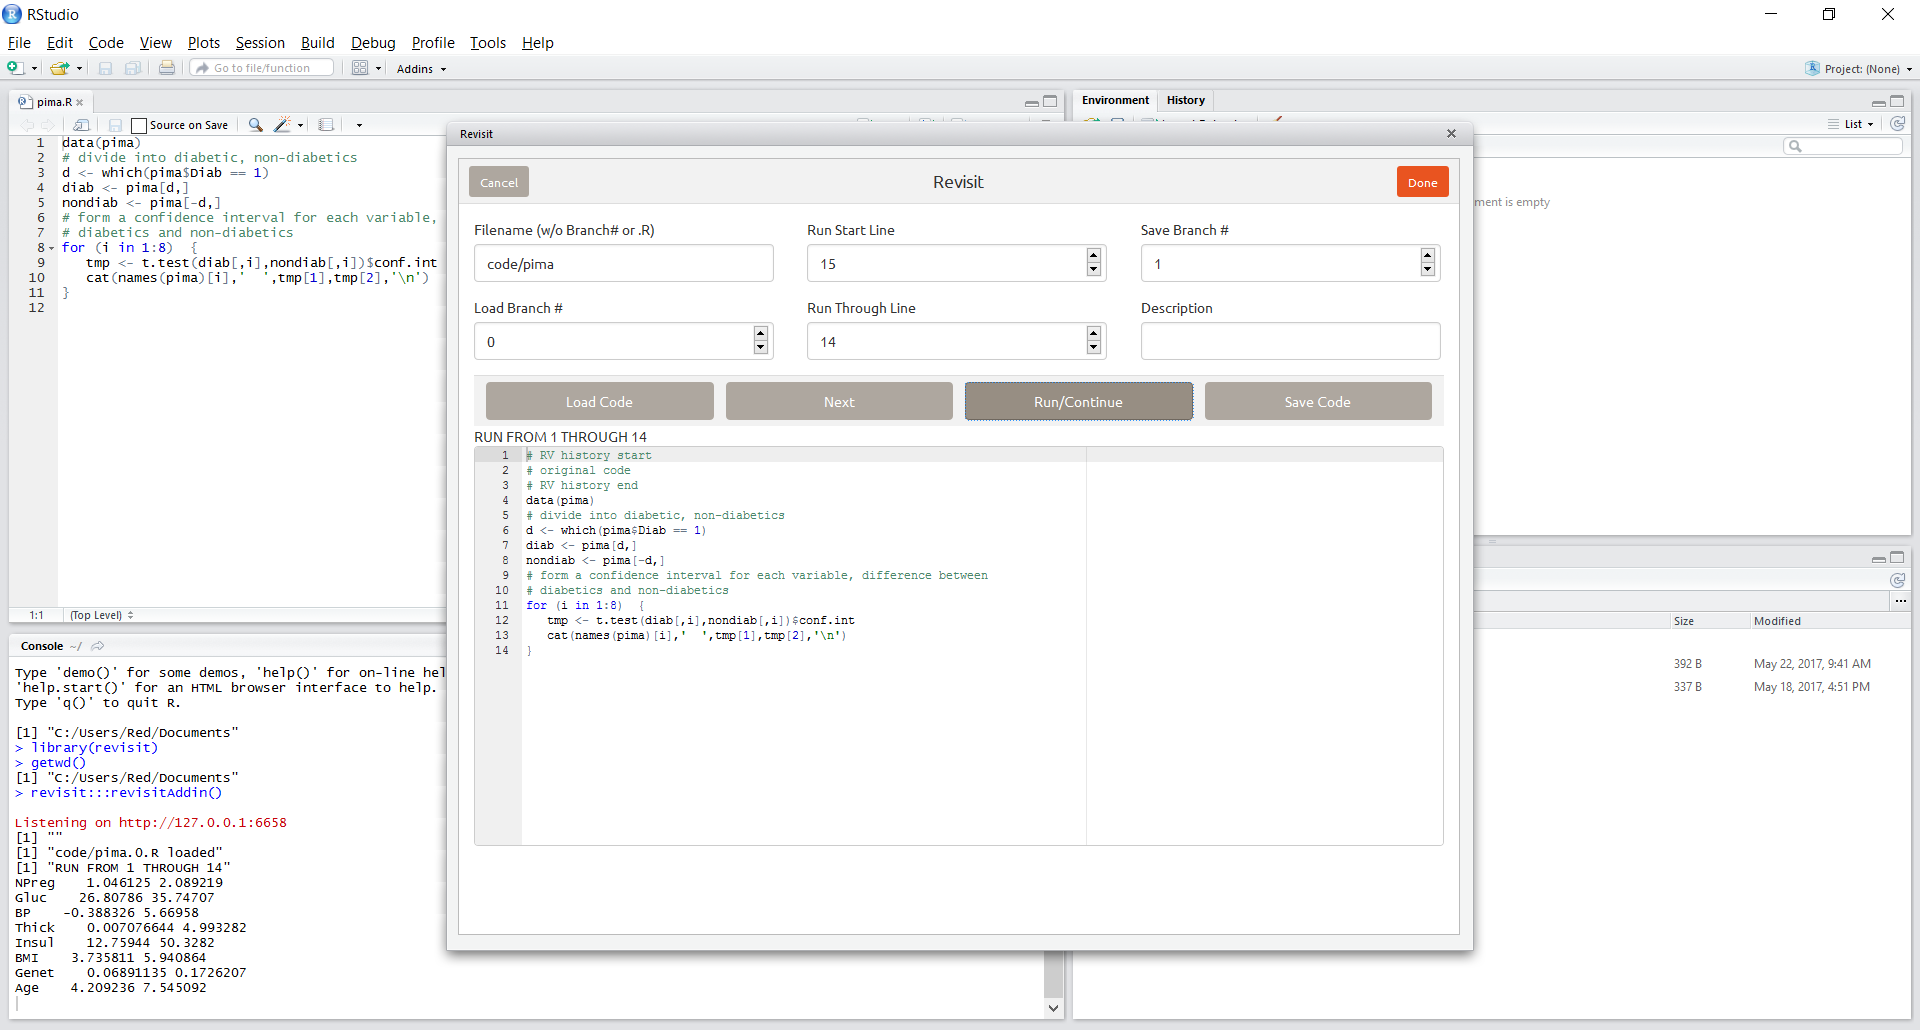 RStudio
File Edit Code View Plots Session Build Debug Profile Tools Help
Go to file/function Addins Project: (None)
pima.R
Source on Save
1 data(pima)
2 # divide into diabetic, non-diabetics
3 d <- which(pima$Diab == 1)
4 diab <- pima[d,]
5 nondiab <- pima[-d,]
6 # form a confidence interval for each variable,
7 # diabetics and non-diabetics
8 for (i in 1:8) {
9 tmp <- t.test(diab[,i],nondiab[,i])$conf.int
10 cat(names(pima)[i],'  ',tmp[1],tmp[2],'\n')
11 }
12
1:1 (Top Level)
Console ~/
Type 'demo()' for some demos, 'help()' for on-line hel
'help.start()' for an HTML browser interface to help.
Type 'q()' to quit R.
[1] "C:/Users/Red/Documents"
> library(revisit)
> getwd()
[1] "C:/Users/Red/Documents"
> revisit:::revisitAddin()
Listening on http://127.0.0.1:6658
[1] ""
[1] "code/pima.0.R loaded"
[1] "RUN FROM 1 THROUGH 14"
NPreg 1.046125 2.089219
Gluc 26.80786 35.74707
BP -0.388326 5.66958
Thick 0.007076644 4.993282
Insul 12.75944 50.3282
BMI 3.735811 5.940864
Genet 0.06891135 0.1726207
Age 4.209236 7.545092
Revisit
Cancel Revisit Done
Filename (w/o Branch# or .R) Run Start Line Save Branch #
code/pima 15 1
Load Branch # Run Through Line Description
0 14
Load Code Next Run/Continue Save Code
RUN FROM 1 THROUGH 14
1 # RV history start
2 # original code
3 # RV history end
4 data(pima)
5 # divide into diabetic, non-diabetics
6 d <- which(pima$Diab == 1)
7 diab <- pima[d,]
8 nondiab <- pima[-d,]
9 # form a confidence interval for each variable, difference between
10 # diabetics and non-diabetics
11 for (i in 1:8) {
12 tmp <- t.test(diab[,i],nondiab[,i])$conf.int
13 cat(names(pima)[i],'  ',tmp[1],tmp[2],'\n')
14 }
Environment History
List
ment is empty
Size Modified
392 B May 22, 2017, 9:41 AM
337 B May 18, 2017, 4:51 PM